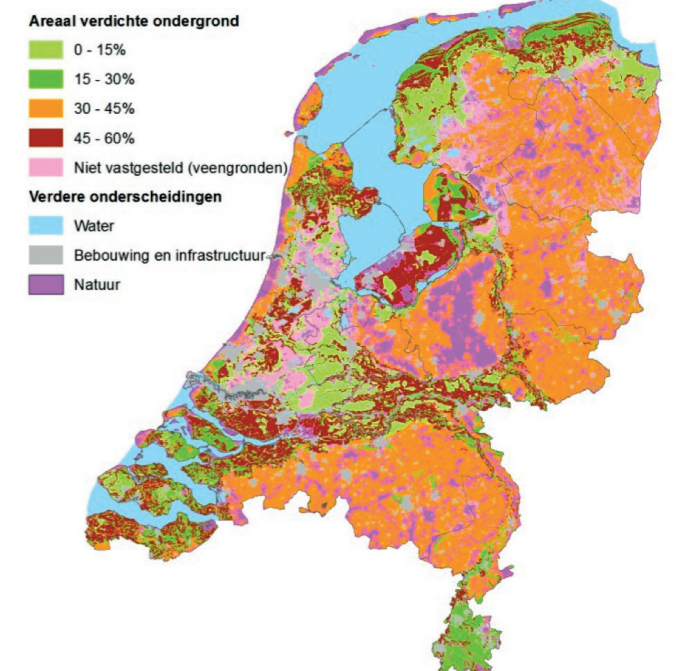 Areaal verdichte ondergrond
0 - 15%
15 - 30%
30 - 45%
45 - 60%
Niet vastgesteld (veengronden)
Verdere onderscheidingen
Water
Bebouwing en infrastructuur
Natuur